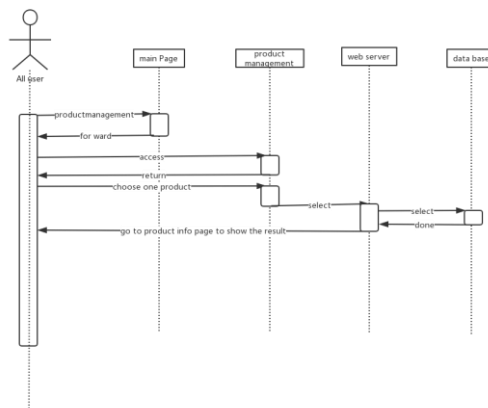 product
main Page
management
web server
data base
All user
productmanagement
for ward
access
return
choose one product
select
select
done
go to product info page to show the result